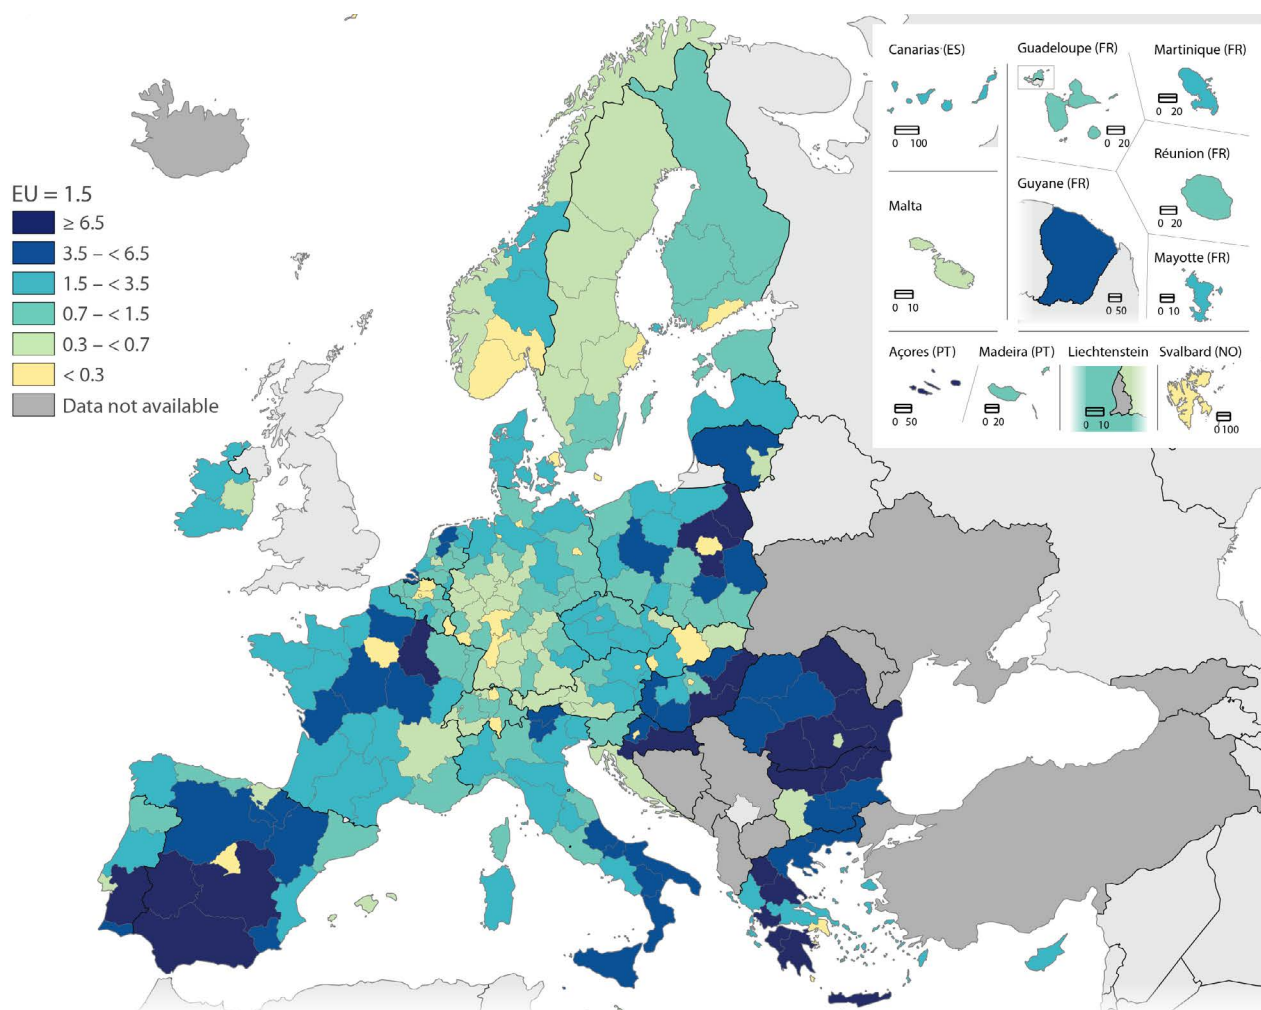 EU = 1.5
≥ 6.5
3.5 – < 6.5
1.5 – < 3.5
0.7 – < 1.5
0.3 – < 0.7
< 0.3
Data not available
Canarias (ES)
0 100
Guadeloupe (FR)
0 20
Martinique (FR)
0 20
Réunion (FR)
0 20
Malta
0 10
Guyane (FR)
0 50
Mayotte (FR)
0 10
Açores (PT)
0 50
Madeira (PT)
0 20
Liechtenstein
0 10
Svalbard (NO)
0 100